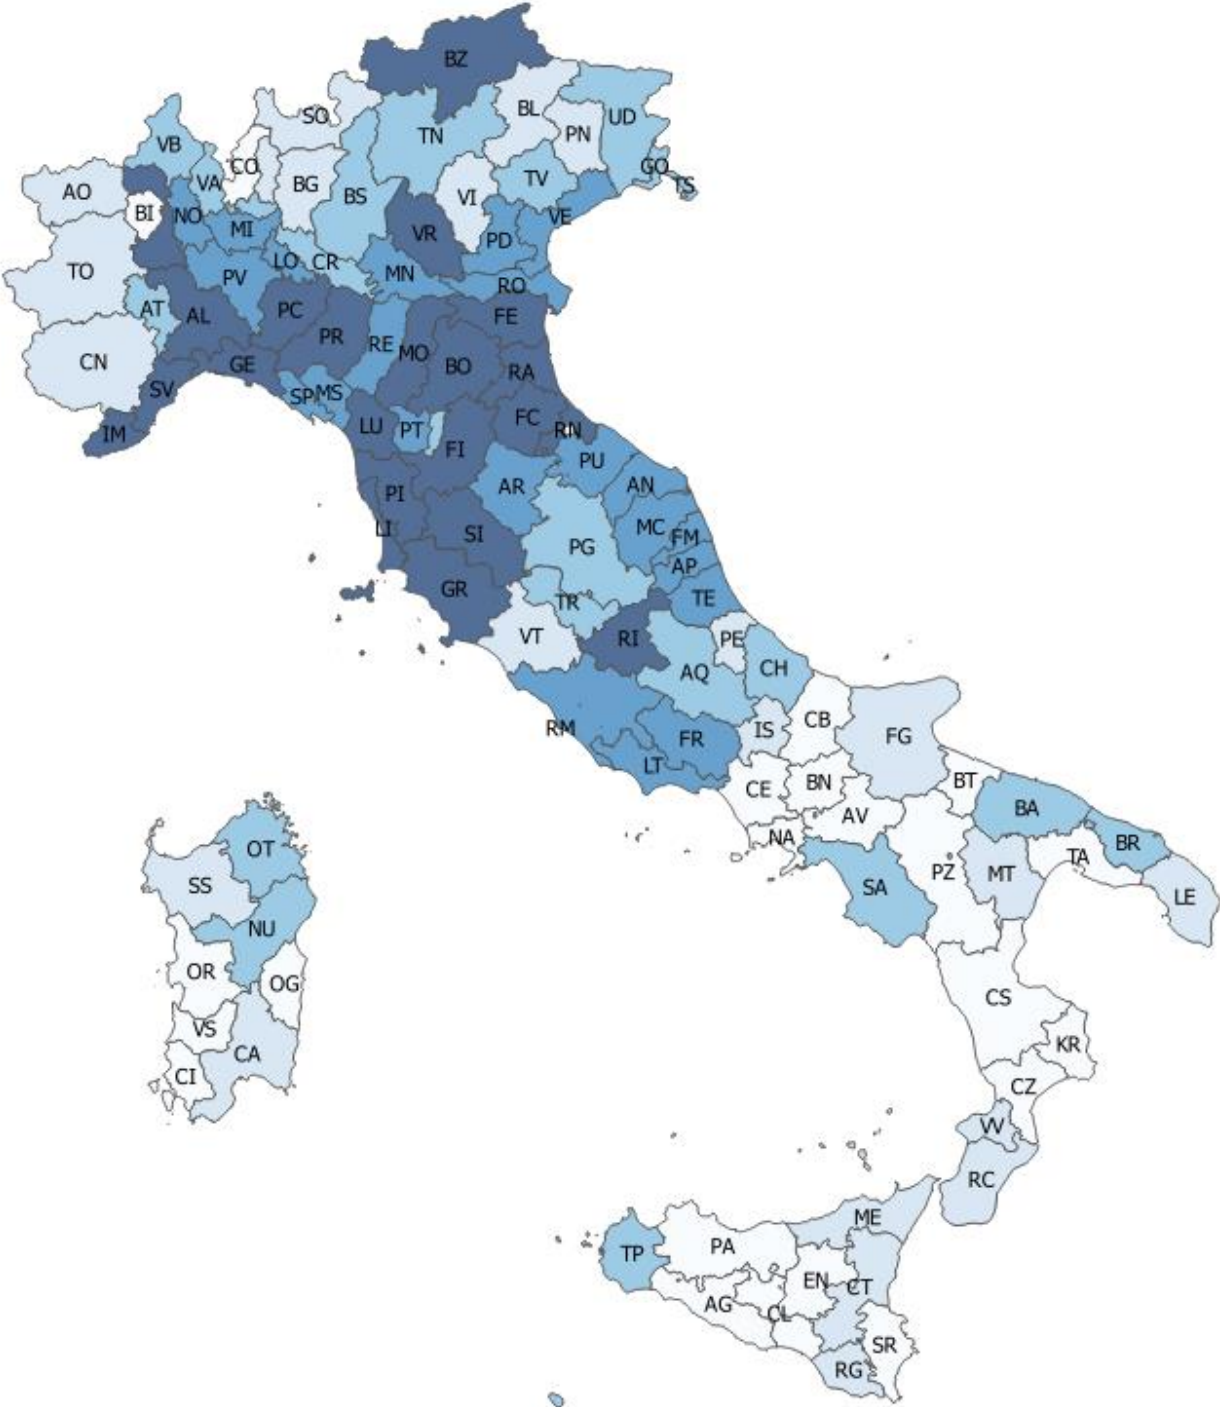 BZ
SO
BL
UD
VB
TN
PN
CO
GO
AO
VA
BG
BS
VI
TV
TS
BI
NO
MI
VR
PD
VE
TO
PV
LO
CR
MN
RO
AT
AL
PC
PR
RE
MO
FE
CN
GE
BO
RA
SV
SP
MS
IM
LU
PT
FI
FC
RN
PU
PI
AR
AN
LI
SI
MC
FM
PG
AP
GR
TR
TE
VT
RI
PE
AQ
CH
RM
FR
IS
CB
FG
LT
CE
BN
BT
NA
AV
BA
BR
TA
OT
SS
SA
PZ
MT
LE
NU
OR
OG
CS
VS
CA
KR
CI
CZ
VV
RC
ME
TP
PA
EN
CT
AG
CL
SR
RG